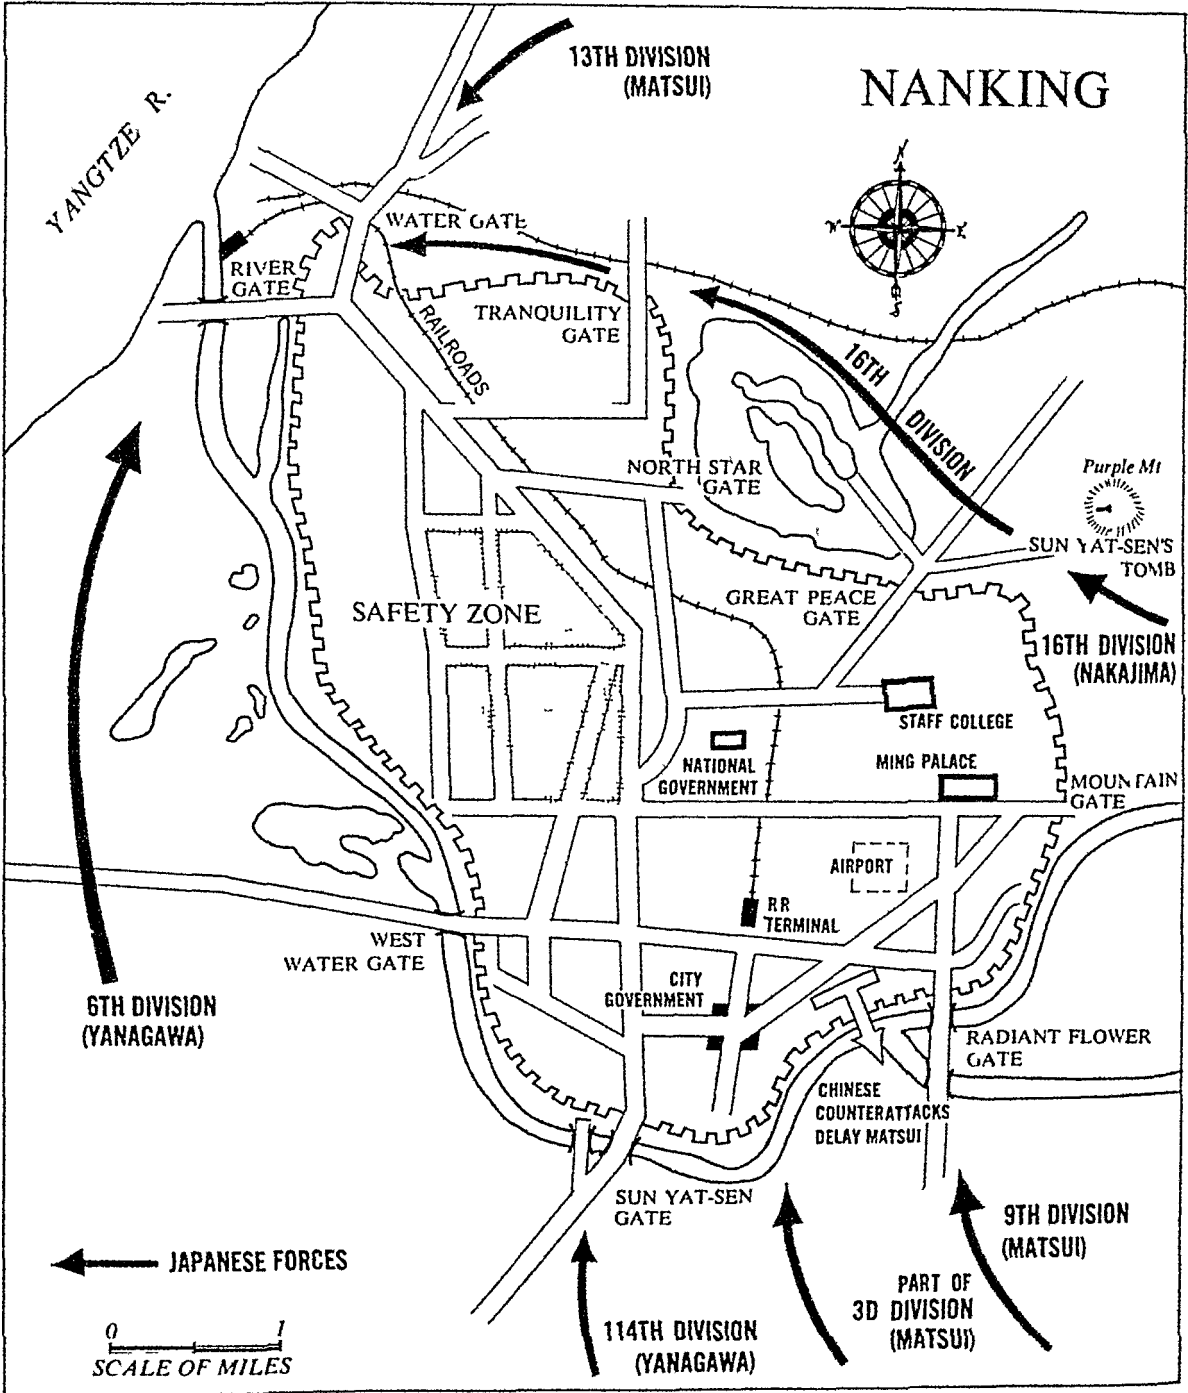 13TH DIVISION
(MATSUI)
NANKING
YANGTZE R.
N
W
E
S
WATER GATE
RIVER
GATE
TRANQUILITY
GATE
RAILROADS
16TH
DIVISION
NORTH STAR
GATE
Purple Mt
SUN YAT-SEN'S
TOMB
GREAT PEACE
GATE
SAFETY ZONE
16TH DIVISION
(NAKAJIMA)
STAFF COLLEGE
NATIONAL
GOVERNMENT
MING PALACE
MOUNTAIN
GATE
AIRPORT
RR
TERMINAL
WEST
WATER GATE
CITY
GOVERNMENT
6TH DIVISION
(YANAGAWA)
RADIANT FLOWER
GATE
CHINESE
COUNTERATTACKS
DELAY MATSUI
SUN YAT-SEN
GATE
9TH DIVISION
(MATSUI)
JAPANESE FORCES
PART OF
3D DIVISION
(MATSUI)
114TH DIVISION
(YANAGAWA)
0 1
SCALE OF MILES